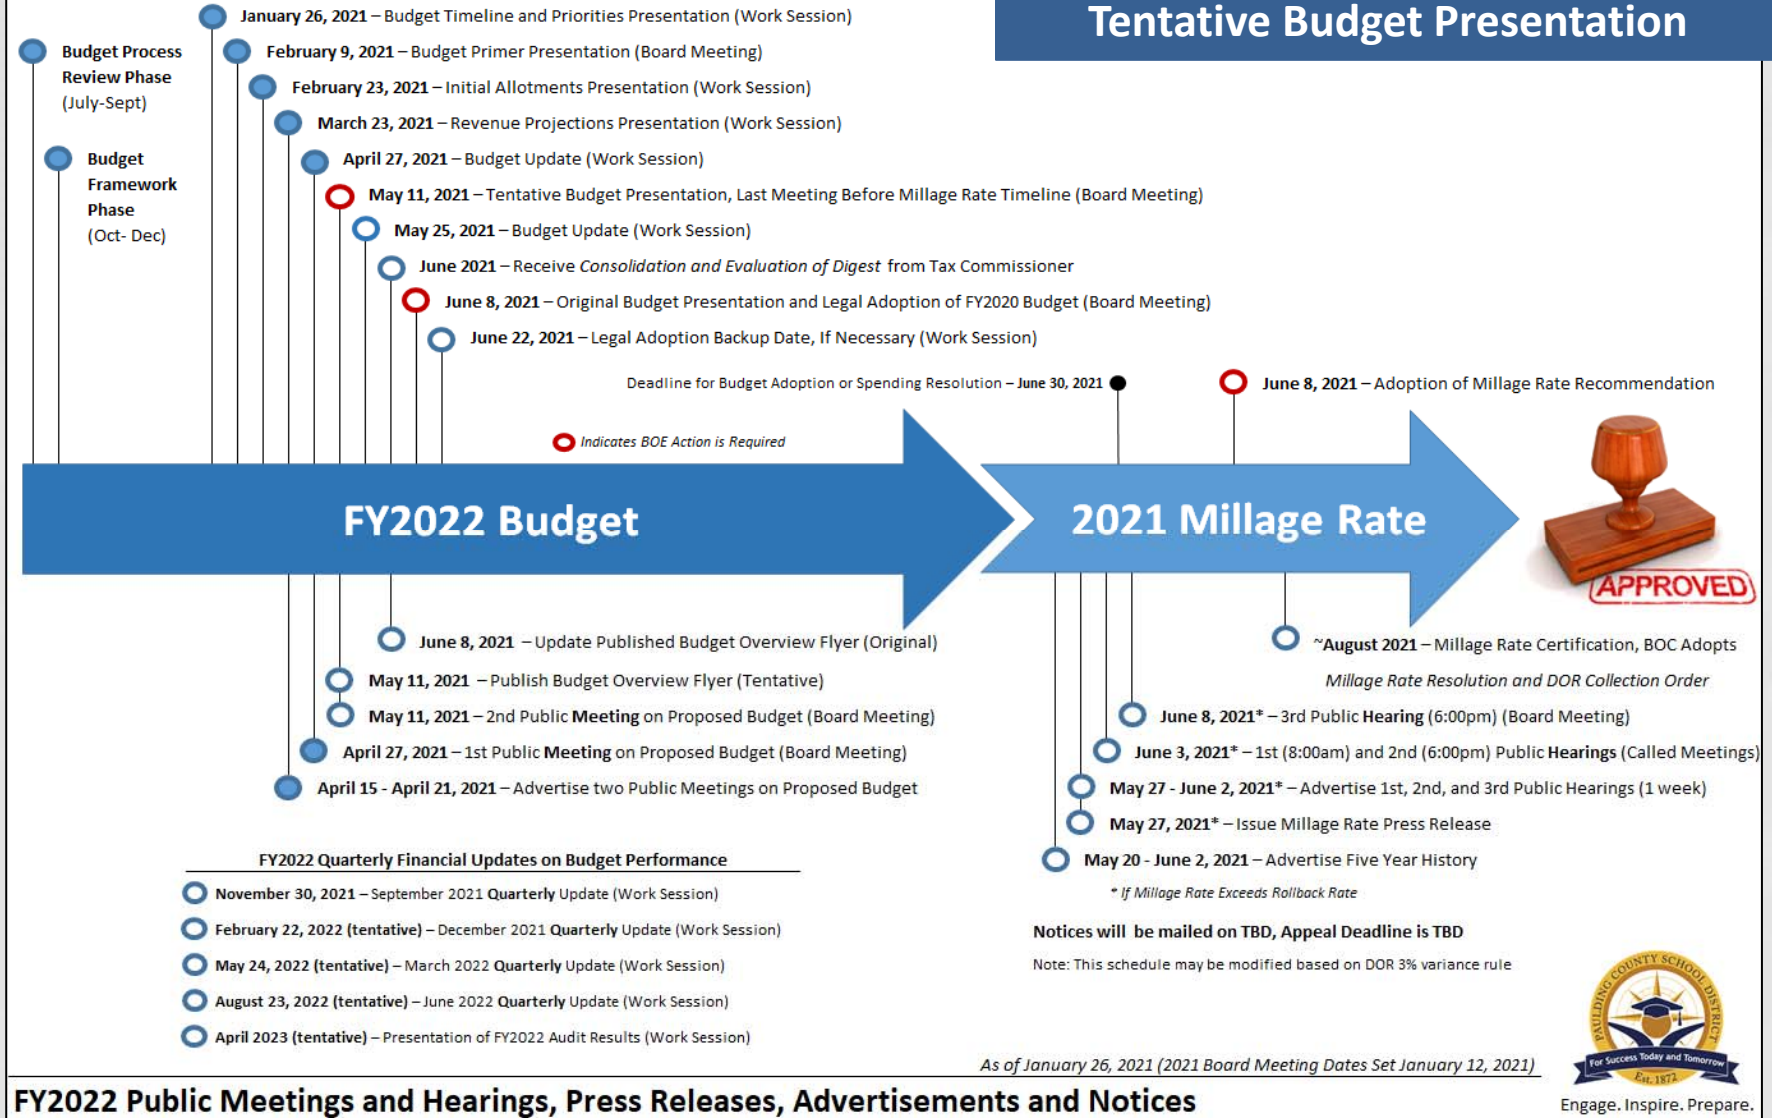 Tentative Budget Presentation
January 26, 2021 – Budget Timeline and Priorities Presentation (Work Session)
February 9, 2021 – Budget Primer Presentation (Board Meeting)
February 23, 2021 – Initial Allotments Presentation (Work Session)
March 23, 2021 – Revenue Projections Presentation (Work Session)
April 27, 2021 – Budget Update (Work Session)
May 11, 2021 – Tentative Budget Presentation, Last Meeting Before Millage Rate Timeline (Board Meeting)
May 25, 2021 – Budget Update (Work Session)
June 2021 – Receive Consolidation and Evaluation of Digest from Tax Commissioner
June 8, 2021 – Original Budget Presentation and Legal Adoption of FY2020 Budget (Board Meeting)
June 22, 2021 – Legal Adoption Backup Date, If Necessary (Work Session)
Budget Process
Review Phase
(July-Sept)
Budget
Framework
Phase
(Oct- Dec)
Deadline for Budget Adoption or Spending Resolution – June 30, 2021
June 8, 2021 – Adoption of Millage Rate Recommendation
Indicates BOE Action is Required
FY2022 Budget
2021 Millage Rate
APPROVED
June 8, 2021 – Update Published Budget Overview Flyer (Original)
May 11, 2021 – Publish Budget Overview Flyer (Tentative)
May 11, 2021 – 2nd Public Meeting on Proposed Budget (Board Meeting)
April 27, 2021 – 1st Public Meeting on Proposed Budget (Board Meeting)
April 15 - April 21, 2021 – Advertise two Public Meetings on Proposed Budget
~August 2021 – Millage Rate Certification, BOC Adopts
Millage Rate Resolution and DOR Collection Order
June 8, 2021* – 3rd Public Hearing (6:00pm) (Board Meeting)
June 3, 2021* – 1st (8:00am) and 2nd (6:00pm) Public Hearings (Called Meetings)
May 27 - June 2, 2021* – Advertise 1st, 2nd, and 3rd Public Hearings (1 week)
May 27, 2021* – Issue Millage Rate Press Release
May 20 - June 2, 2021 – Advertise Five Year History
* If Millage Rate Exceeds Rollback Rate
Notices will be mailed on TBD, Appeal Deadline is TBD
Note: This schedule may be modified based on DOR 3% variance rule
FY2022 Quarterly Financial Updates on Budget Performance
November 30, 2021 – September 2021 Quarterly Update (Work Session)
February 22, 2022 (tentative) – December 2021 Quarterly Update (Work Session)
May 24, 2022 (tentative) – March 2022 Quarterly Update (Work Session)
August 23, 2022 (tentative) – June 2022 Quarterly Update (Work Session)
April 2023 (tentative) – Presentation of FY2022 Audit Results (Work Session)
As of January 26, 2021 (2021 Board Meeting Dates Set January 12, 2021)
PAULDING COUNTY SCHOOL DISTRICT
For Success Today and Tomorrow
Est. 1872
Engage. Inspire. Prepare.
FY2022 Public Meetings and Hearings, Press Releases, Advertisements and Notices